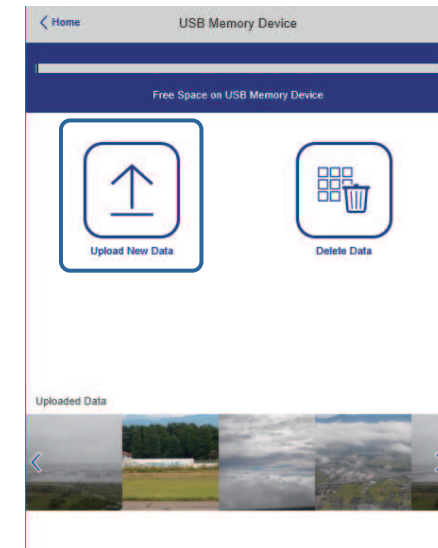 Home
USB Memory Device
Free Space on USB Memory Device
Upload New Data
Delete Data
Uploaded Data